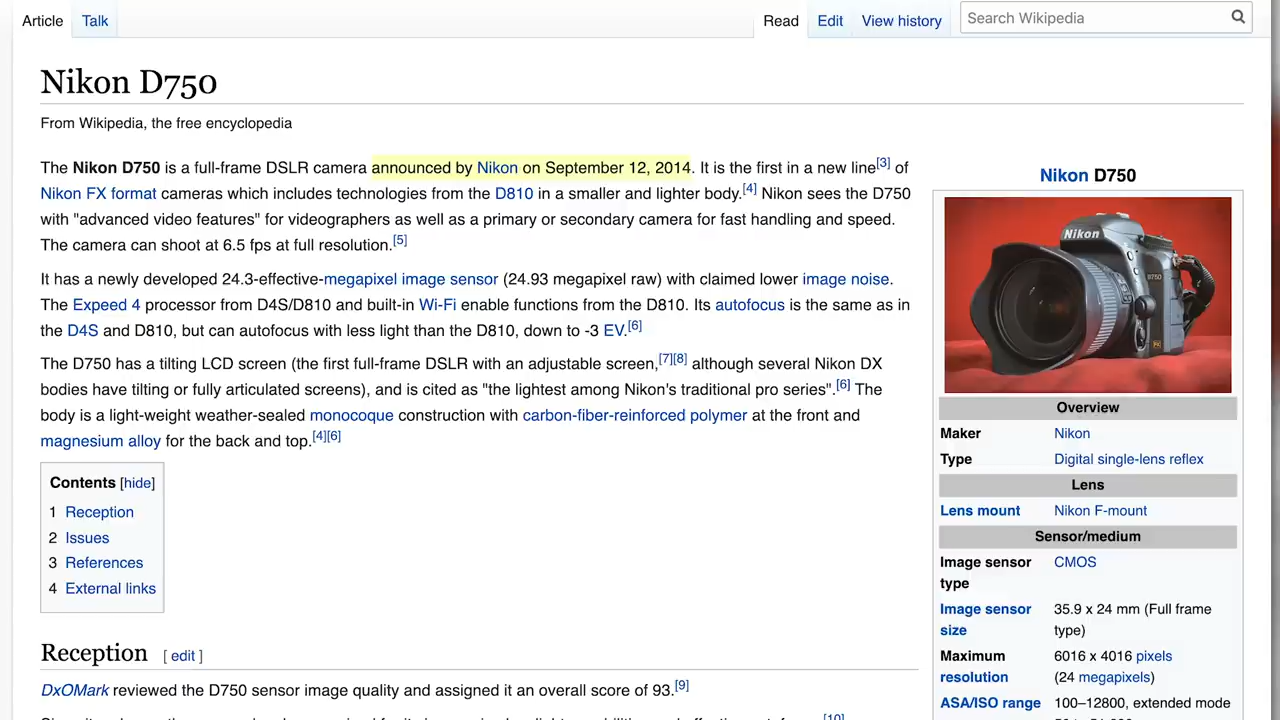 Article Talk Read Edit View history Search Wikipedia
Nikon D750
From Wikipedia, the free encyclopedia
The Nikon D750 is a full-frame DSLR camera announced by Nikon on September 12, 2014. It is the first in a new line[3] of
Nikon FX format cameras which includes technologies from the D810 in a smaller and lighter body.[4] Nikon sees the D750
with "advanced video features" for videographers as well as a primary or secondary camera for fast handling and speed.
The camera can shoot at 6.5 fps at full resolution.[5]
It has a newly developed 24.3-effective-megapixel image sensor (24.93 megapixel raw) with claimed lower image noise.
The Expeed 4 processor from D4S/D810 and built-in Wi-Fi enable functions from the D810. Its autofocus is the same as in
the D4S and D810, but can autofocus with less light than the D810, down to -3 EV.[6]
The D750 has a tilting LCD screen (the first full-frame DSLR with an adjustable screen,[7][8] although several Nikon DX
bodies have tilting or fully articulated screens), and is cited as "the lightest among Nikon's traditional pro series".[6] The
body is a light-weight weather-sealed monocoque construction with carbon-fiber-reinforced polymer at the front and
magnesium alloy for the back and top.[4][6]
Contents [hide]
1 Reception
2 Issues
3 References
4 External links
Reception [ edit ]
DxOMark reviewed the D750 sensor image quality and assigned it an overall score of 93.[9]
Nikon D750
Nikon
D750
Overview
Maker Nikon
Type Digital single-lens reflex
Lens
Lens mount Nikon F-mount
Sensor/medium
Image sensor CMOS
type
Image sensor 35.9 x 24 mm (Full frame
size type)
Maximum 6016 x 4016 pixels
resolution (24 megapixels)
ASA/ISO range 100–12800, extended mode